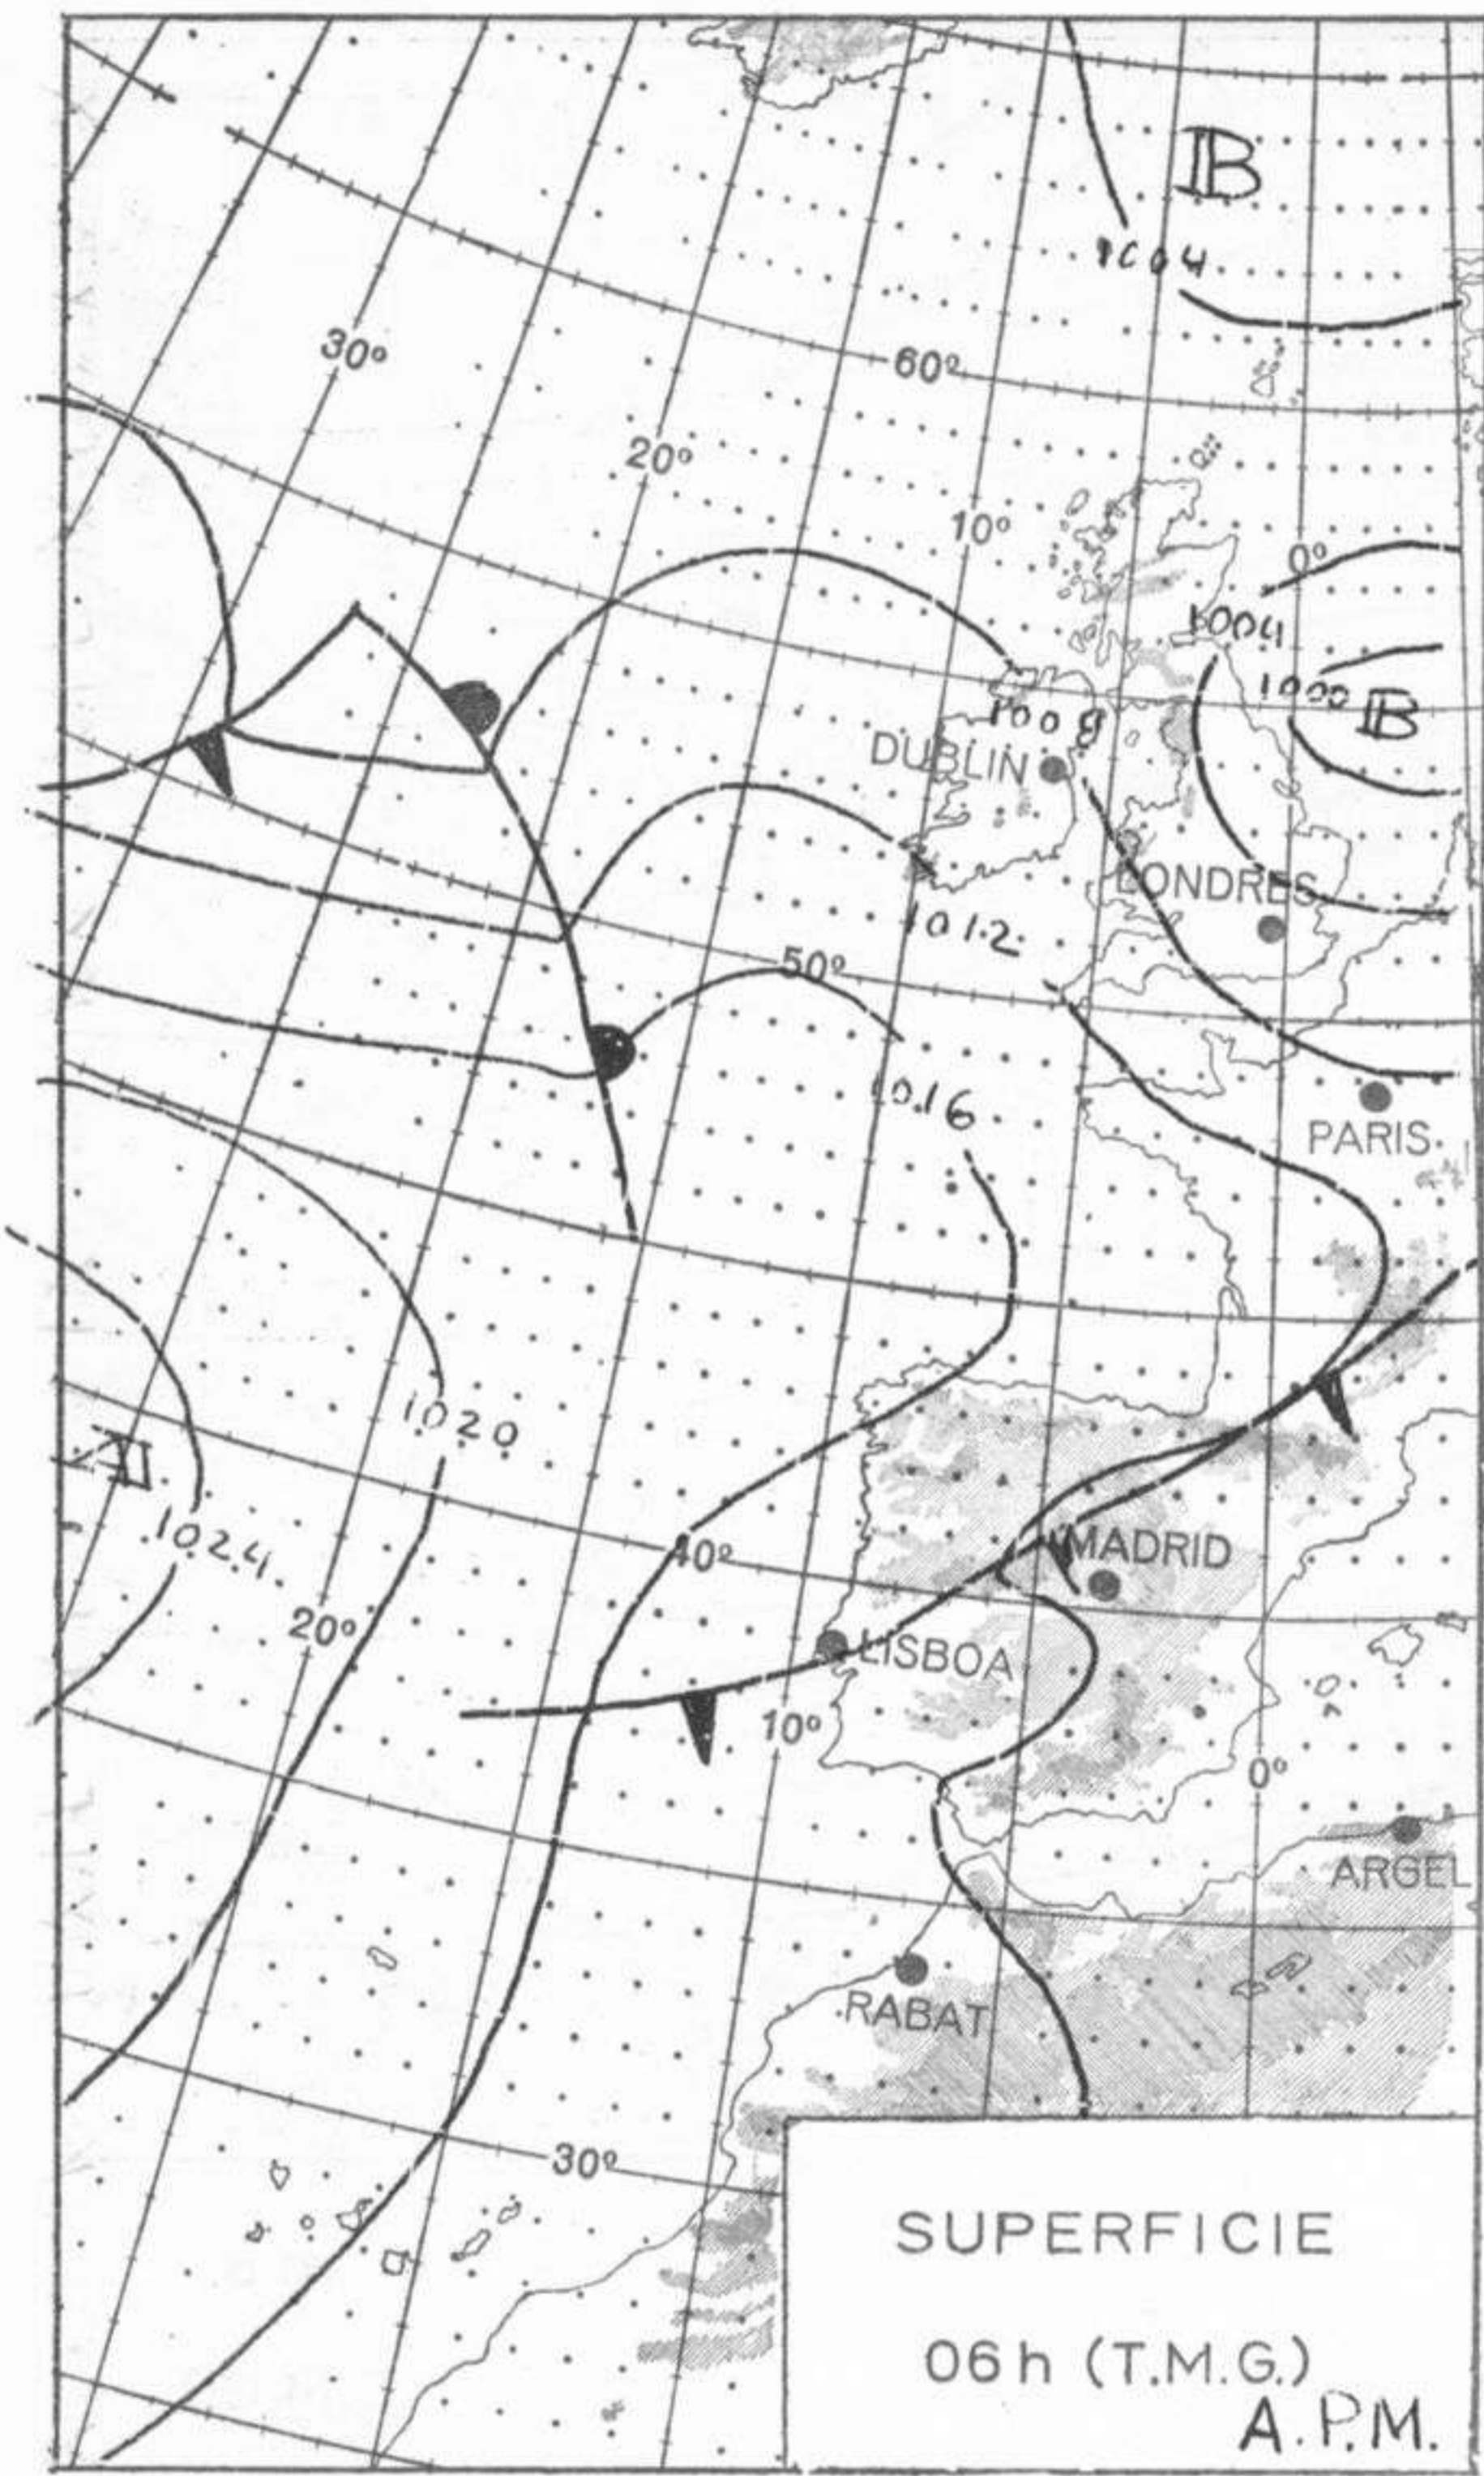 B
1004
30º
60º
20º
10º
0º
1004
1000 B
1008
DUBLIN
LONDRES
1012
50º
1016
PARIS
1020
A
1024
40º
MADRID
20º
LISBOA
10º
0º
ARGEL
RABAT
30º
SUPERFICIE
06h (T.M.G.)
A.P.M.